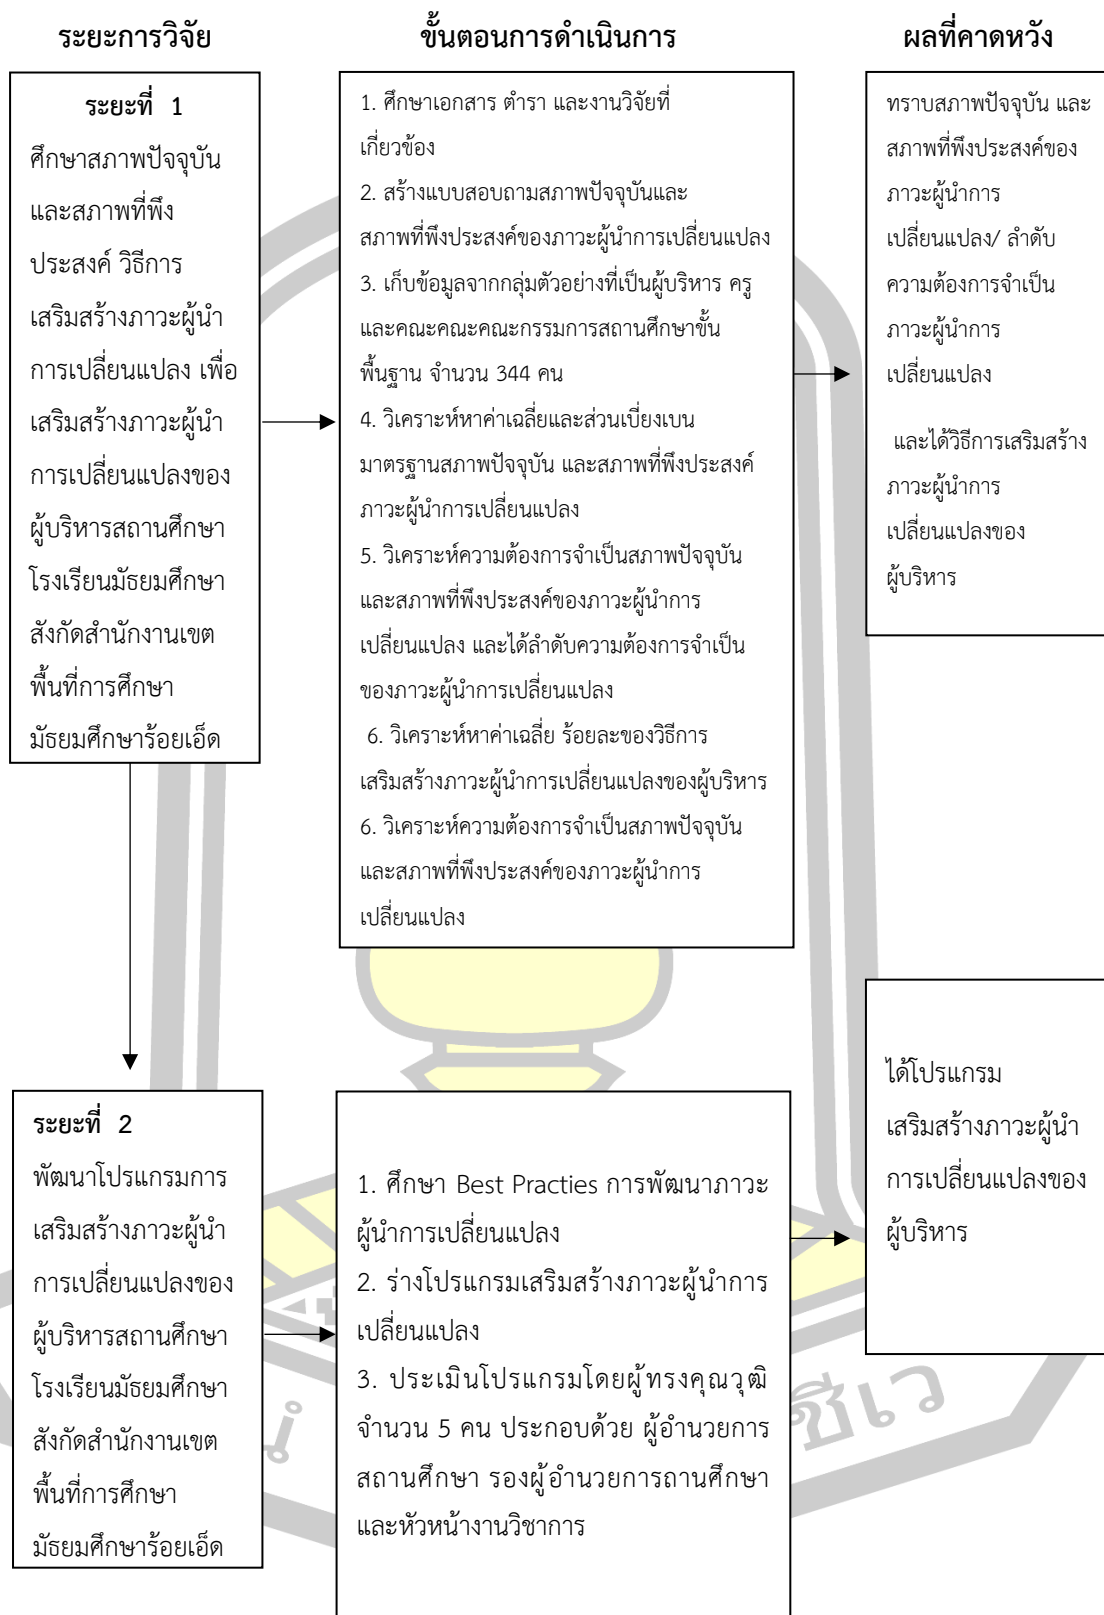 ระยะการวิจัย
ขั้นตอนการดำเนินการ
ผลที่คาดหวัง
ระยะที่ 1
ศึกษาสภาพปัจจุบัน
และสภาพที่พึง
ประสงค์ วิธีการ
เสริมสร้างภาวะผู้นำ
การเปลี่ยนแปลง เพื่อ
เสริมสร้างภาวะผู้นำ
การเปลี่ยนแปลงของ
ผู้บริหารสถานศึกษา
โรงเรียนมัธยมศึกษา
สังกัดสำนักงานเขต
พื้นที่การศึกษา
มัธยมศึกษาร้อยเอ็ด
1. ศึกษาเอกสาร ตำรา และงานวิจัยที่
เกี่ยวข้อง
2. สร้างแบบสอบถามสภาพปัจจุบันและ
สภาพที่พึงประสงค์ของภาวะผู้นำการเปลี่ยนแปลง
3. เก็บข้อมูลจากกลุ่มตัวอย่างที่เป็นผู้บริหาร ครู
และคณะคณะคณะกรรมการสถานศึกษาขั้น
พื้นฐาน จำนวน 344 คน
4. วิเคราะห์หาค่าเฉลี่ยและส่วนเบี่ยงเบน
มาตรฐานสภาพปัจจุบัน และสภาพที่พึงประสงค์
ภาวะผู้นำการเปลี่ยนแปลง
5. วิเคราะห์ความต้องการจำเป็นสภาพปัจจุบัน
และสภาพที่พึงประสงค์ของภาวะผู้นำการ
เปลี่ยนแปลง และได้ลำดับความต้องการจำเป็น
ของภาวะผู้นำการเปลี่ยนแปลง
6. วิเคราะห์หาค่าเฉลี่ย ร้อยละของวิธีการ
เสริมสร้างภาวะผู้นำการเปลี่ยนแปลงของผู้บริหาร
6. วิเคราะห์ความต้องการจำเป็นสภาพปัจจุบัน
และสภาพที่พึงประสงค์ของภาวะผู้นำการ
เปลี่ยนแปลง
ทราบสภาพปัจจุบัน และ
สภาพที่พึงประสงค์ของ
ภาวะผู้นำการ
เปลี่ยนแปลง/ ลำดับ
ความต้องการจำเป็น
ภาวะผู้นำการ
เปลี่ยนแปลง
และได้วิธีการเสริมสร้าง
ภาวะผู้นำการ
เปลี่ยนแปลงของ
ผู้บริหาร
ระยะที่ 2
พัฒนาโปรแกรมการ
เสริมสร้างภาวะผู้นำ
การเปลี่ยนแปลงของ
ผู้บริหารสถานศึกษา
โรงเรียนมัธยมศึกษา
สังกัดสำนักงานเขต
พื้นที่การศึกษา
มัธยมศึกษาร้อยเอ็ด
1. ศึกษา Best Practies การพัฒนาภาวะ
ผู้นำการเปลี่ยนแปลง
2. ร่างโปรแกรมเสริมสร้างภาวะผู้นำการ
เปลี่ยนแปลง
3. ประเมินโปรแกรมโดยผู้ทรงคุณวุฒิ
จำนวน 5 คน ประกอบด้วย ผู้อำนวยการ
สถานศึกษา รองผู้อำนวยการถานศึกษา
และหัวหน้างานวิชาการ
ได้โปรแกรม
เสริมสร้างภาวะผู้นำ
การเปลี่ยนแปลงของ
ผู้บริหาร
ชีเว